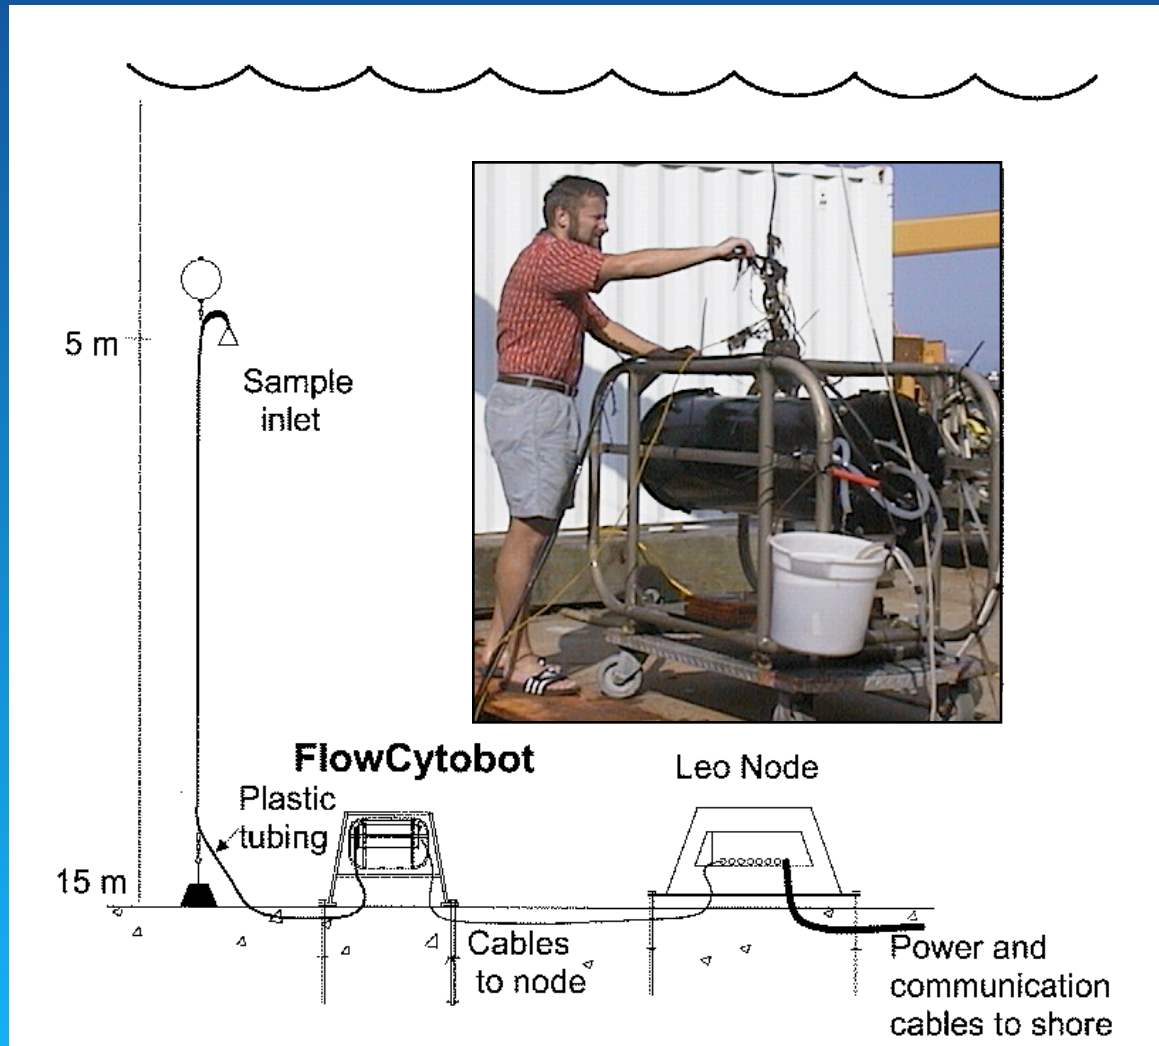 5 m
Sample
inlet
FlowCytobot
Leo Node
Plastic
tubing
15 m
Cables
to node
Power and
communication
cables to shore